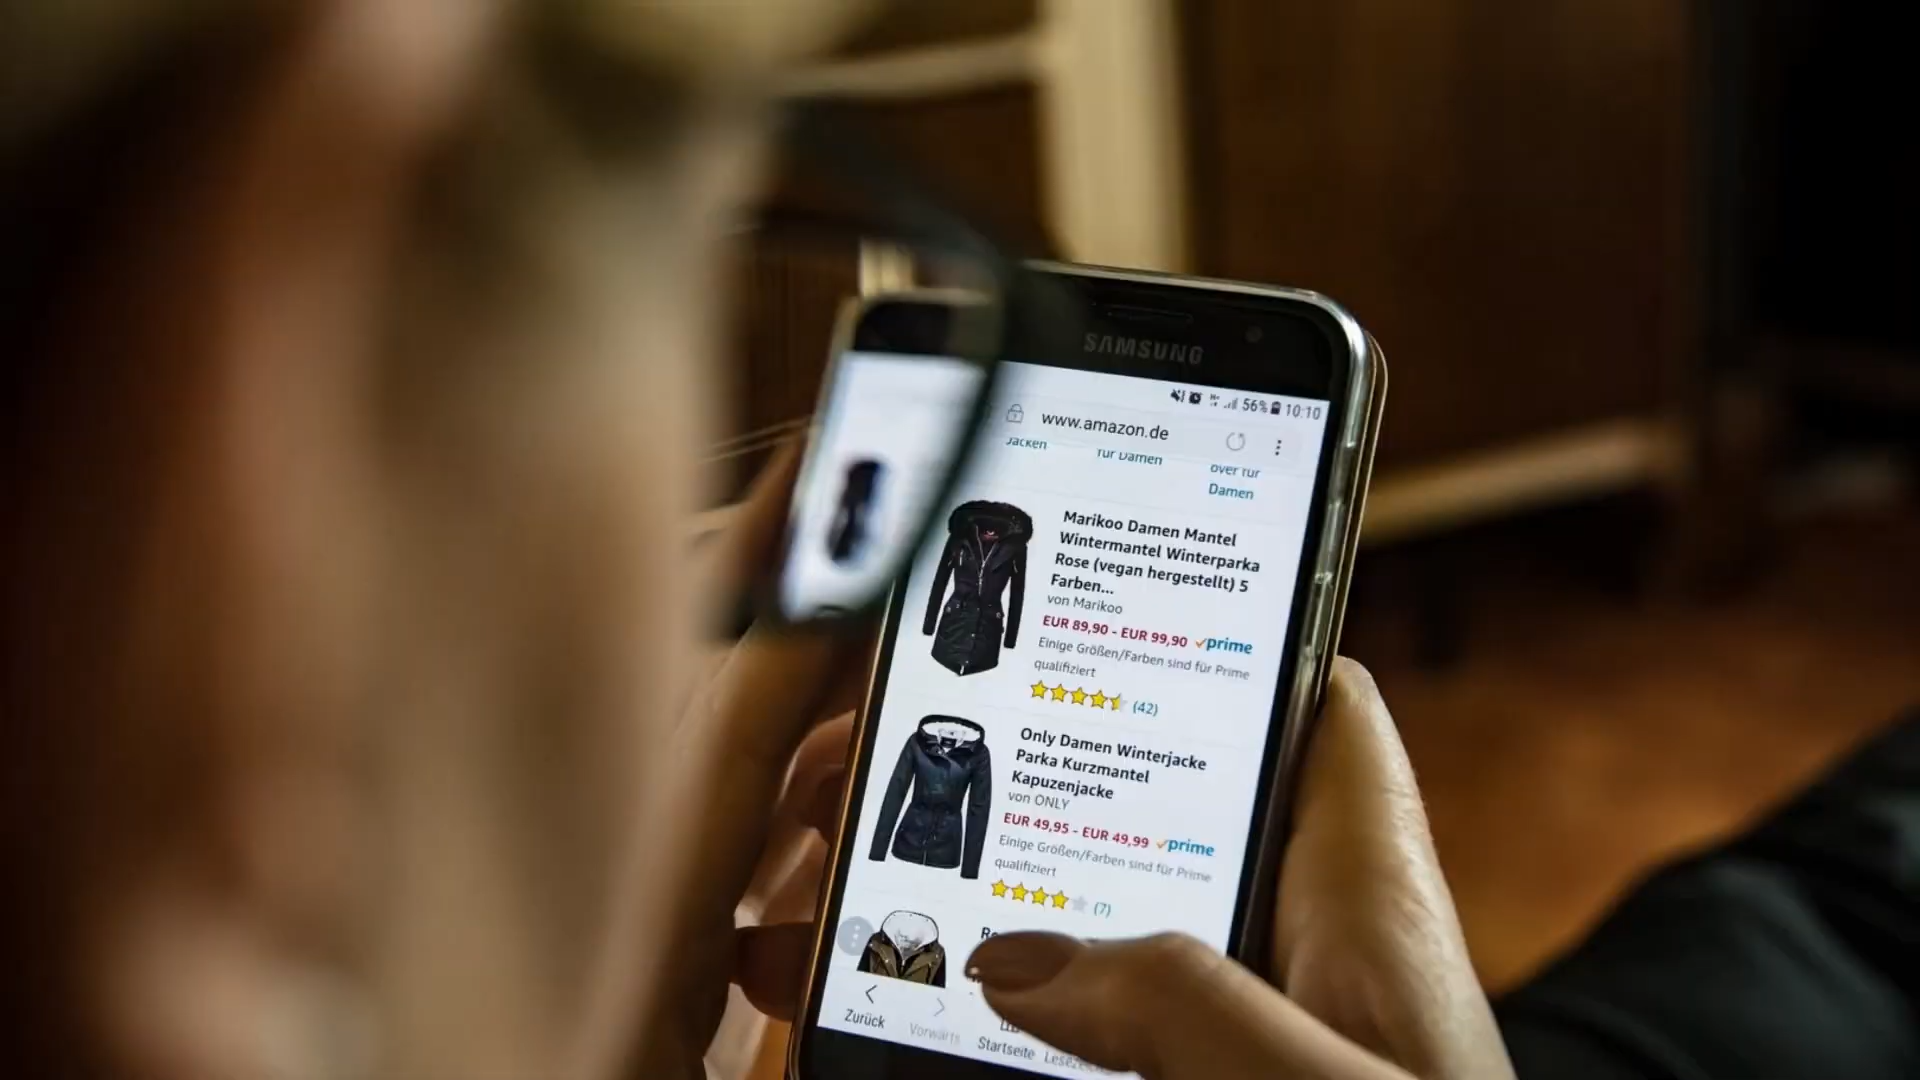 SAMSUNG
56% 10:10
www.amazon.de
Jacken
für Damen
over für
Damen
Marikoo Damen Mantel
Wintermantel Winterparka
Rose (vegan hergestellt) 5
Farben...
von Marikoo
EUR 89,90 - EUR 99,90 prime
Einige Größen/Farben sind für Prime
qualifiziert
(42)
Only Damen Winterjacke
Parka Kurzmantel
Kapuzenjacke
von ONLY
EUR 49,95 - EUR 49,99 prime
Einige Größen/Farben sind für Prime
qualifiziert
(7)
Zurück
Vorwärts
Startseite